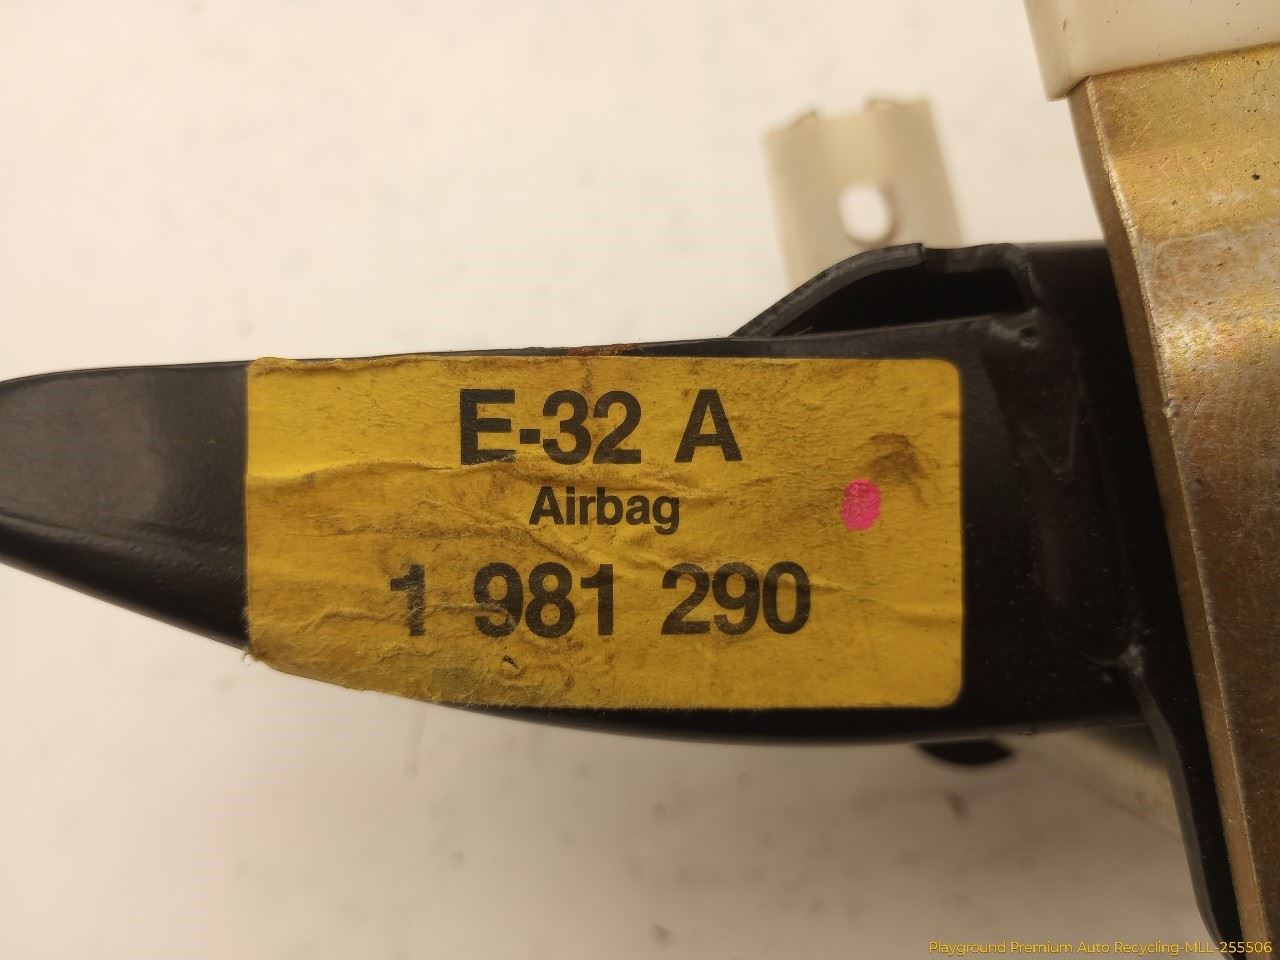 E-32 A
Airbag
1 981 290
Playground Premium Auto Recycling-MLL-255506